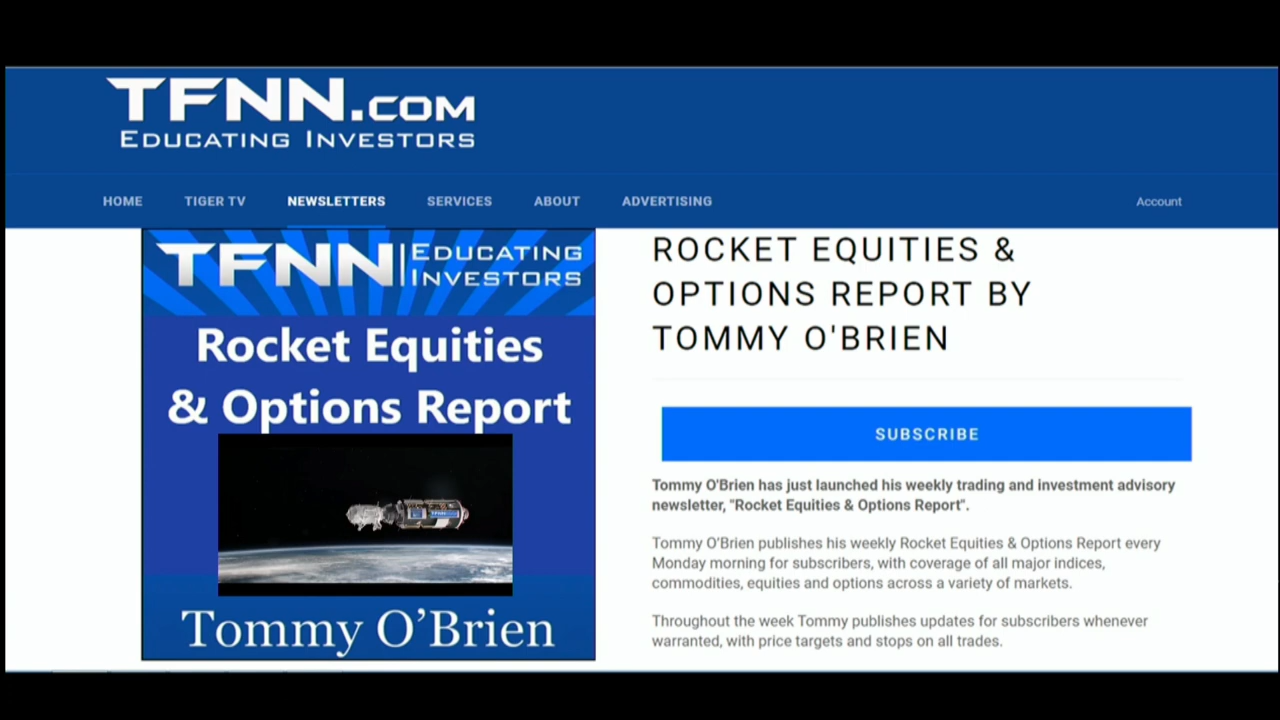 TFNN.COM
EDUCATING INVESTORS
HOME TIGER TV NEWSLETTERS SERVICES ABOUT ADVERTISING Account
TFNN EDUCATING
INVESTORS
Rocket Equities
& Options Report
Tommy O’Brien
ROCKET EQUITIES &
OPTIONS REPORT BY
TOMMY O'BRIEN
SUBSCRIBE
Tommy O'Brien has just launched his weekly trading and investment advisory
newsletter, "Rocket Equities & Options Report".
Tommy O’Brien publishes his weekly Rocket Equities & Options Report every
Monday morning for subscribers, with coverage of all major indices,
commodities, equities and options across a variety of markets.
Throughout the week Tommy publishes updates for subscribers whenever
warranted, with price targets and stops on all trades.